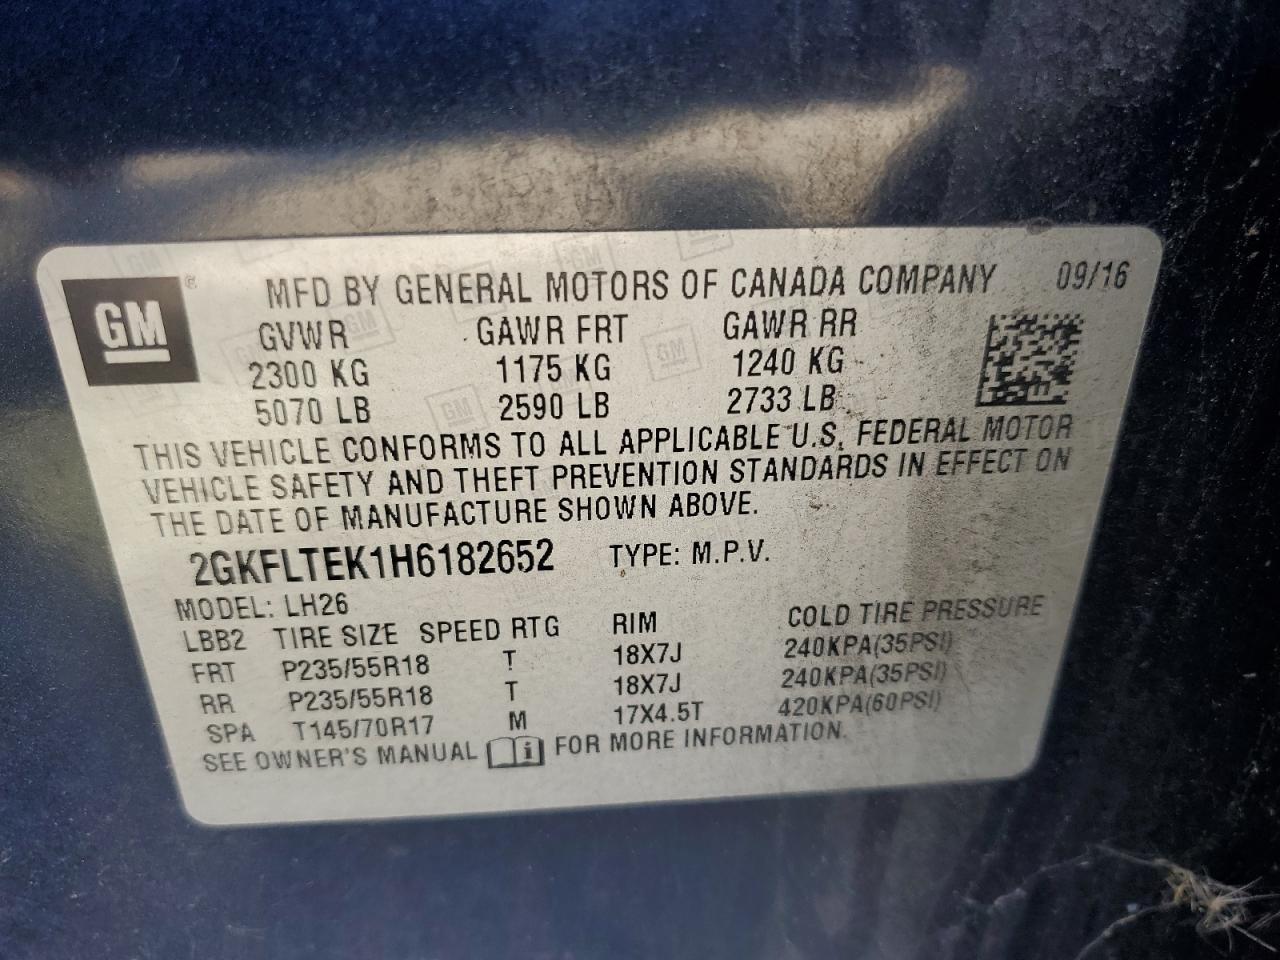 GM ® MFD BY GENERAL MOTORS OF CANADA COMPANY 09/16
GVWR GAWR FRT GAWR RR
2300 KG 1175 KG 1240 KG
5070 LB 2590 LB 2733 LB
THIS VEHICLE CONFORMS TO ALL APPLICABLE U.S. FEDERAL MOTOR
VEHICLE SAFETY AND THEFT PREVENTION STANDARDS IN EFFECT ON
THE DATE OF MANUFACTURE SHOWN ABOVE.
2GKFLTEK1H6182652 TYPE: M.P.V.
MODEL: LH26
LBB2 TIRE SIZE SPEED RTG RIM COLD TIRE PRESSURE
FRT P235/55R18 T 18X7J 240KPA(35PSI)
RR P235/55R18 T 18X7J 240KPA(35PSI)
SPA T145/70R17 M 17X4.5T 420KPA(60PSI)
SEE OWNER'S MANUAL i FOR MORE INFORMATION.